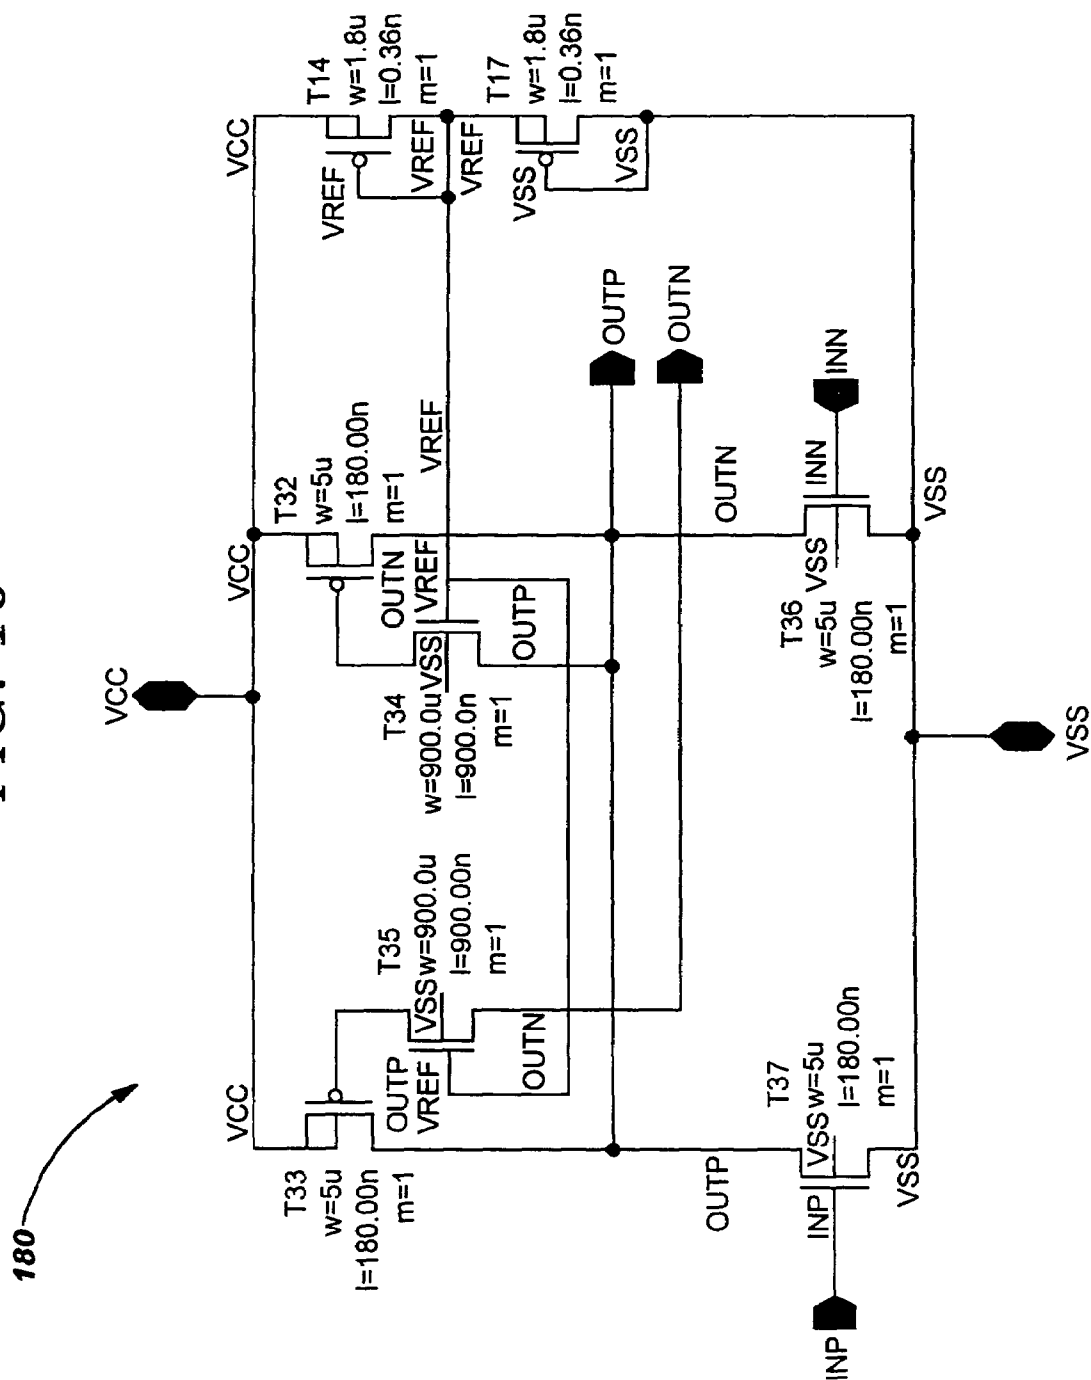 180
VCC
VCC
VCC
VCC
T33
w=5u
l=180.00n
m=1
OUTP
VREF
T35
VSS w=900.0u
l=900.00n
m=1
OUTN
T32
w=5u
l=180.00n
m=1
OUTN
VREF
VREF
T34
w=900.0u VSS
l=900.0n
m=1
OUTP
T14
w=1.8u
l=0.36n
m=1
VREF
VREF
VREF
T17
w=1.8u
l=0.36n
m=1
VSS
VSS
OUTP
OUTN
OUTP
OUTN
INP
INP
T37
VSS w=5u
l=180.00n
m=1
VSS
T36
w=5u
l=180.00n
m=1
VSS
INN
INN
VSS
VSS